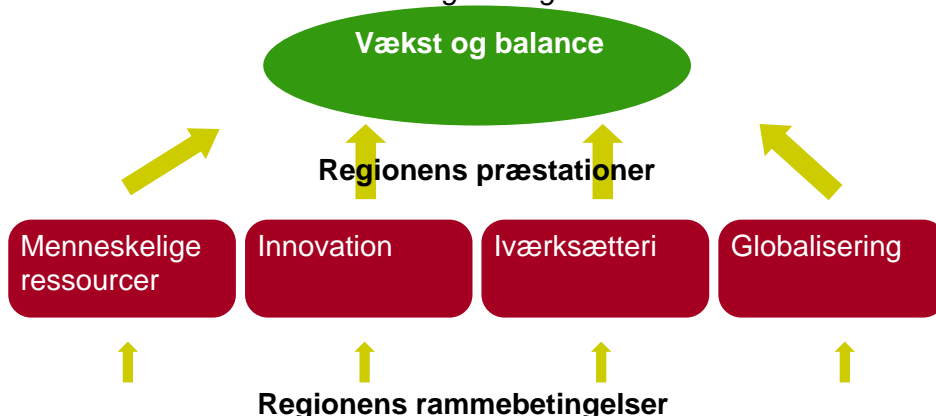 Vækst og balance
Regionens præstationer
Menneskelige
ressourcer
Innovation
Iværksætteri
Globalisering
Regionens rammebetingelser